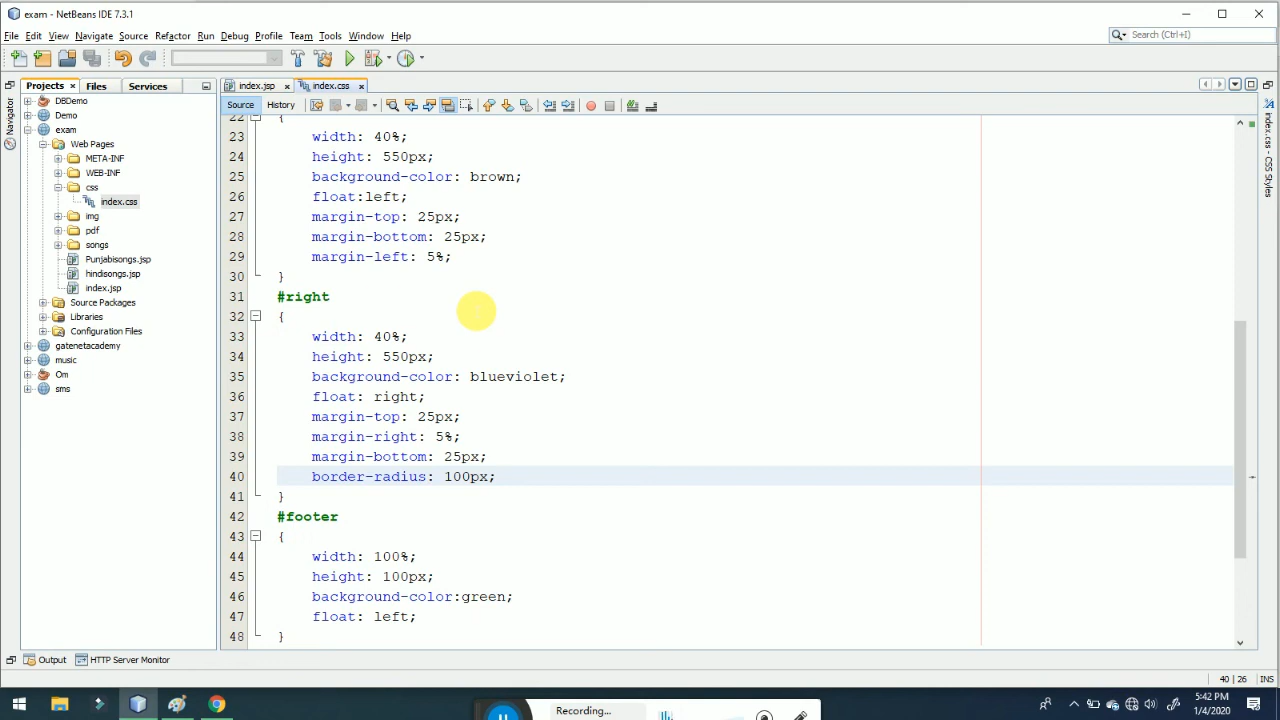 exam - NetBeans IDE 7.3.1
File Edit View Navigate Source Refactor Run Debug Profile Team Tools Window Help
Search (Ctrl+I)
Projects × Files Services
index.jsp × index.css ×
Source History
Navigator
index.css - CSS Styles
DBDemo
Demo
exam
Web Pages
META-INF
WEB-INF
css
index.css
img
pdf
songs
Punjabisongs.jsp
hindisongs.jsp
index.jsp
Source Packages
Libraries
Configuration Files
gatenetacademy
music
Om
sms
22 {
23 width: 40%;
24 height: 550px;
25 background-color: brown;
26 float:left;
27 margin-top: 25px;
28 margin-bottom: 25px;
29 margin-left: 5%;
30 }
31 #right
32 {
33 width: 40%;
34 height: 550px;
35 background-color: blueviolet;
36 float: right;
37 margin-top: 25px;
38 margin-right: 5%;
39 margin-bottom: 25px;
40 border-radius: 100px;
41 }
42 #footer
43 {
44 width: 100%;
45 height: 100px;
46 background-color:green;
47 float: left;
48 }
Output HTTP Server Monitor
40 | 26 INS
Recording...
5:42 PM
1/4/2020